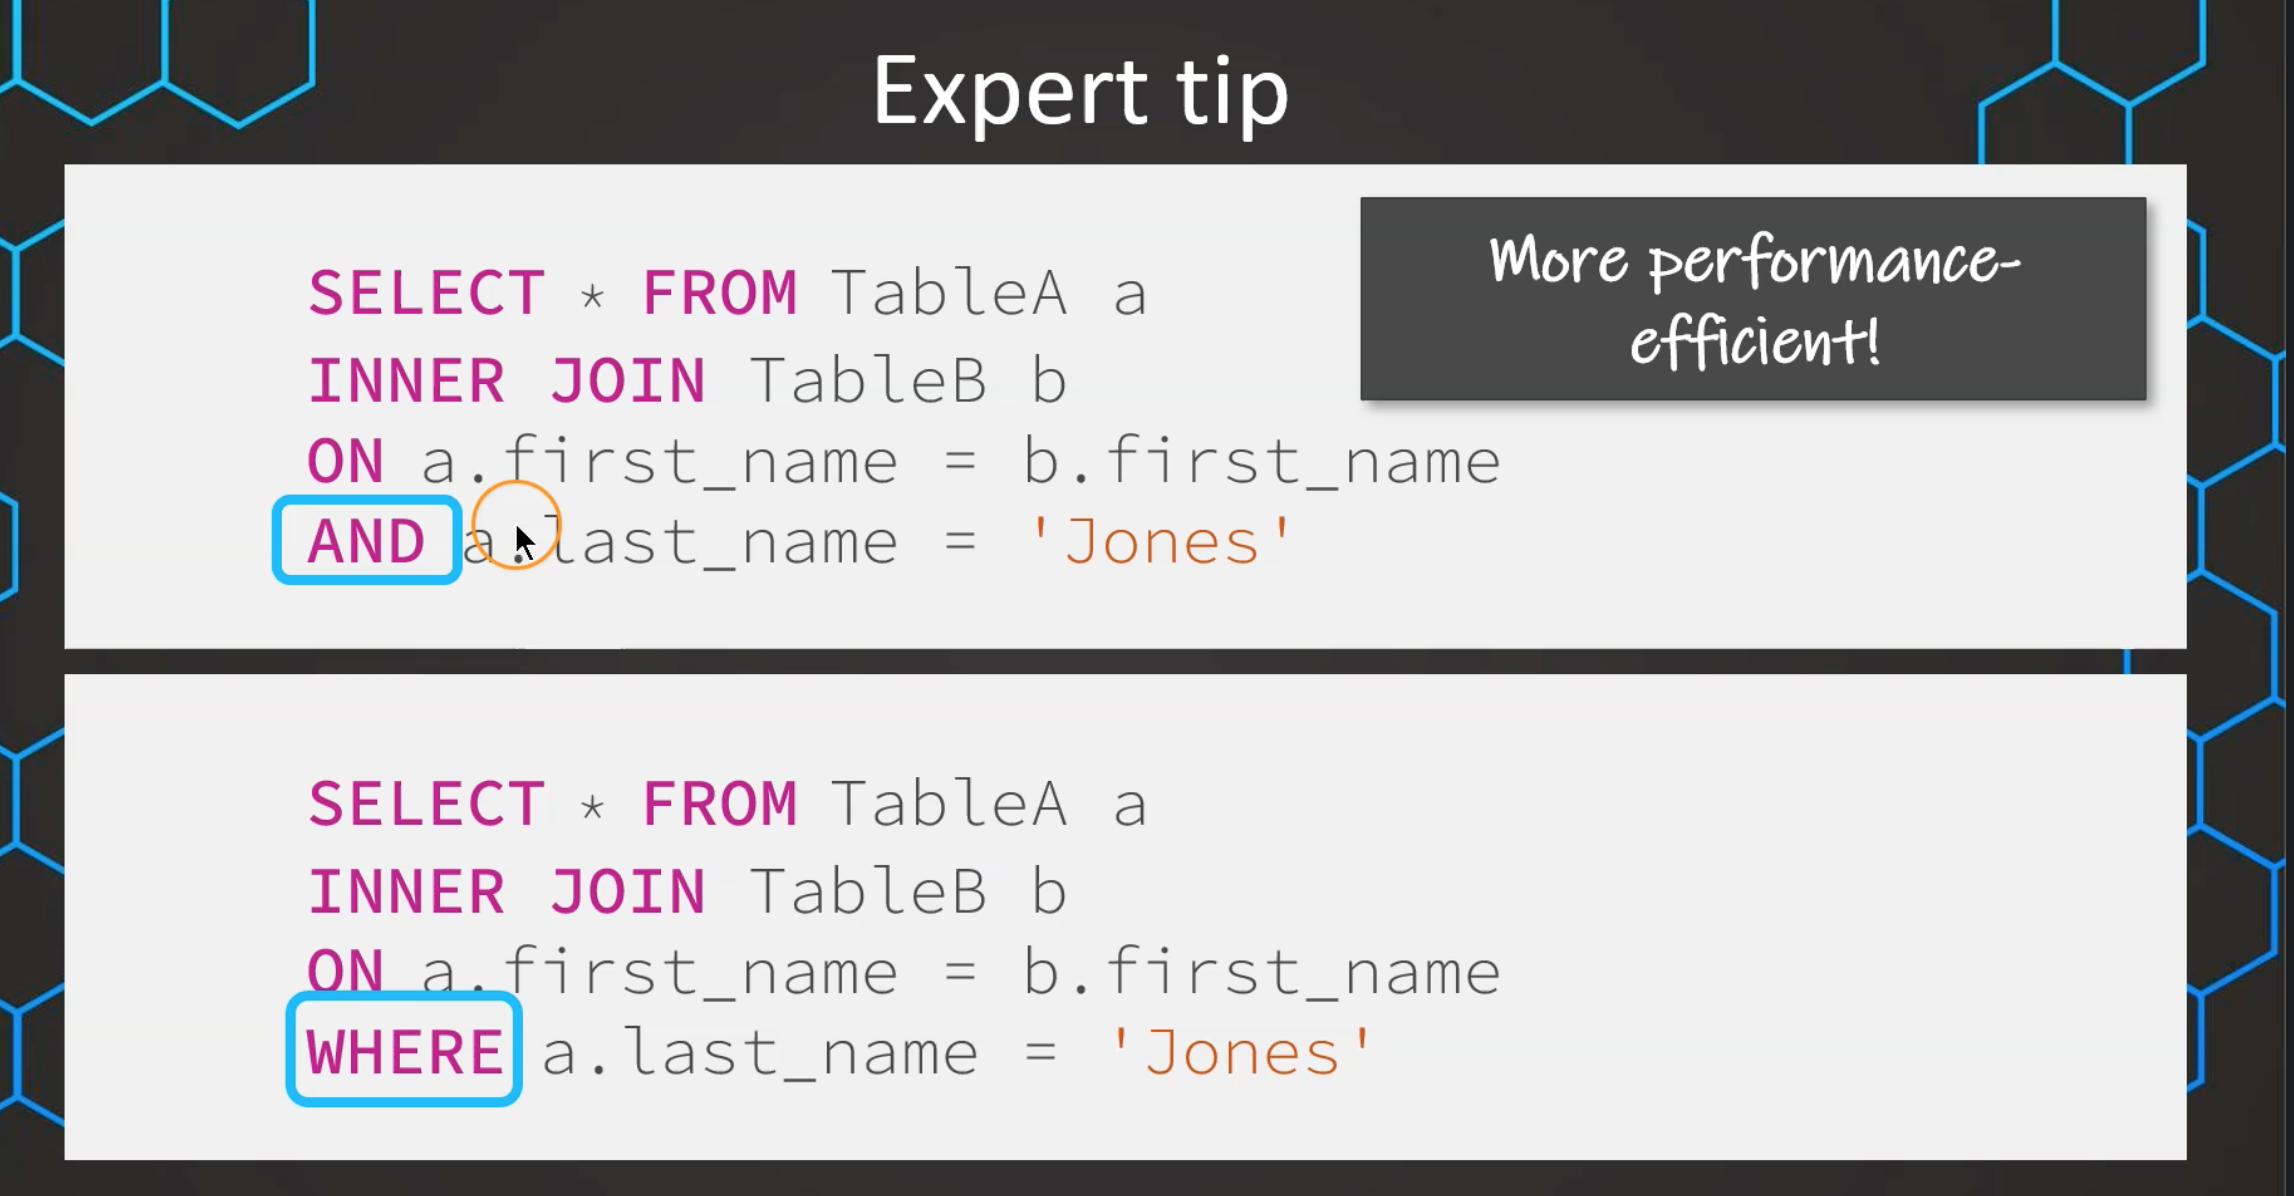 Expert tip
More performance-
efficient!
SELECT * FROM TableA a
INNER JOIN TableB b
ON a.first_name = b.first_name
AND a.last_name = 'Jones'
SELECT * FROM TableA a
INNER JOIN TableB b
ON a.first_name = b.first_name
WHERE a.last_name = 'Jones'